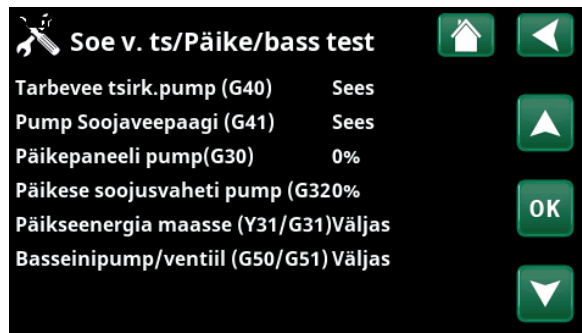 Soe v. ts/Päike/bass test
Tarbevee tsirk.pump (G40) Sees
Pump Soojaveepaagi (G41) Sees
Päikepaneeli pump(G30) 0%
Päikese soojusvaheti pump (G320%
Päikseenergia maasse (Y31/G31)Väljas
Basseinipump/ventiil (G50/G51) Väljas
OK